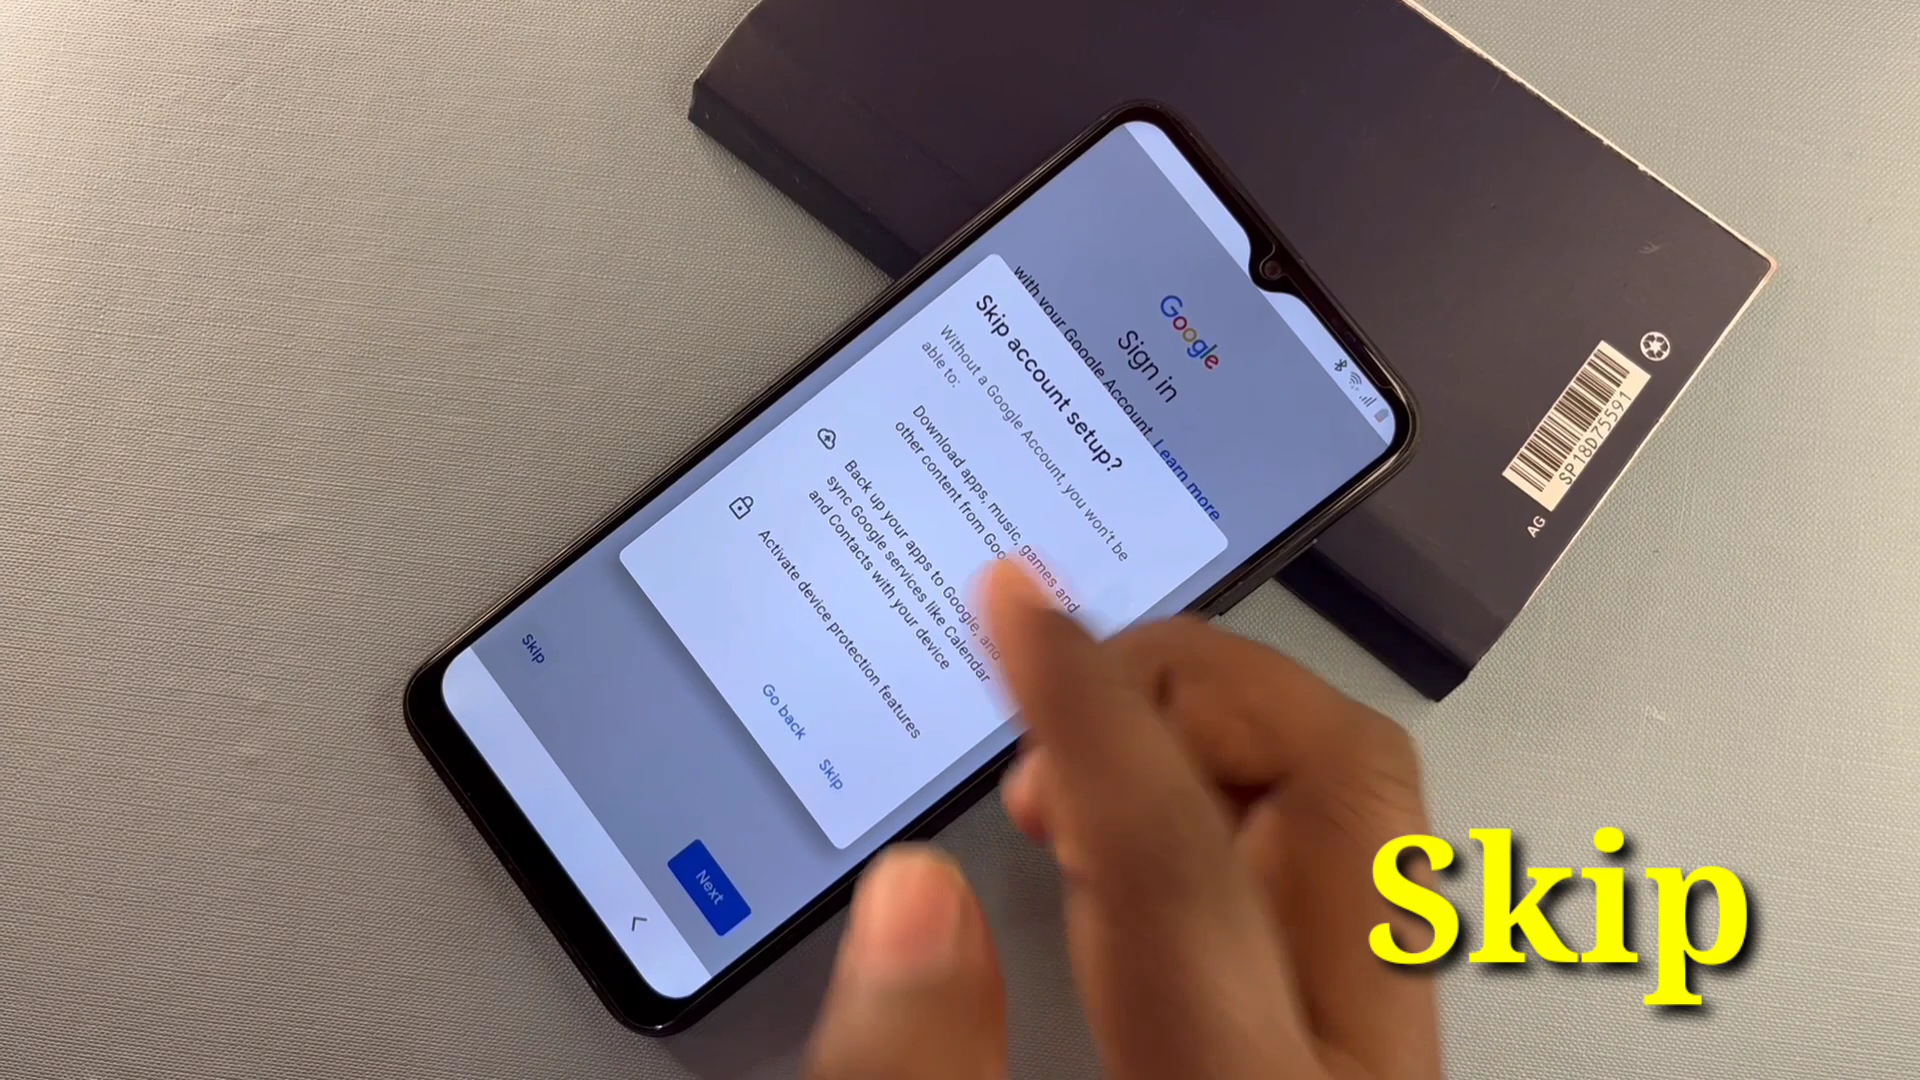 Google
Sign in
with your Google Account. Learn more
Skip account setup?
Without a Google Account, you won't be
able to:
Download apps, music, games and
other content from Goo
Back up your apps to Google, and
sync Google services like Calendar
and Contacts with your device
Activate device protection features
Go back
Skip
Skip
Next
SP18D75591
AG
Skip